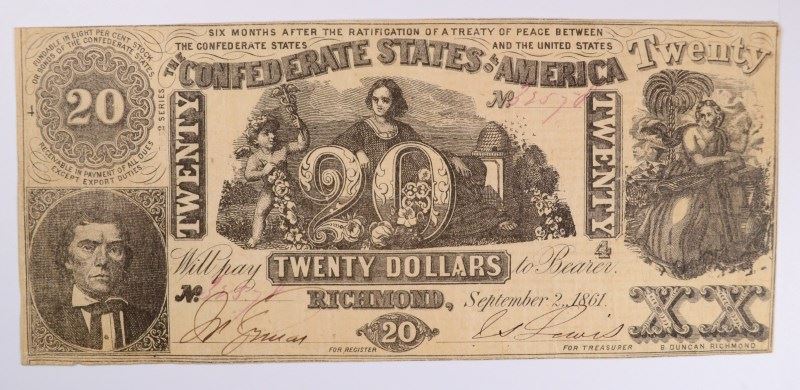 SIX MONTHS AFTER THE RATIFICATION OF A TREATY OF PEACE BETWEEN
THE CONFEDERATE STATES AND THE UNITED STATES
FUNDABLE IN EIGHT PER CENT STOCK
OR BONDS OF THE CONFEDERATE STATES
20
RECEIVABLE IN PAYMENT OF ALL DUES
EXCEPT EXPORT DUTIES
2 SERIES
THE CONFEDERATE STATES OF AMERICA
Twenty
No
TWENTY
20
TWENTY
4
Will pay TWENTY DOLLARS to Bearer.
No
RICHMOND, September 2, 1861.
20
XX
FOR REGISTER
FOR TREASURER
B DUNCAN RICHMOND